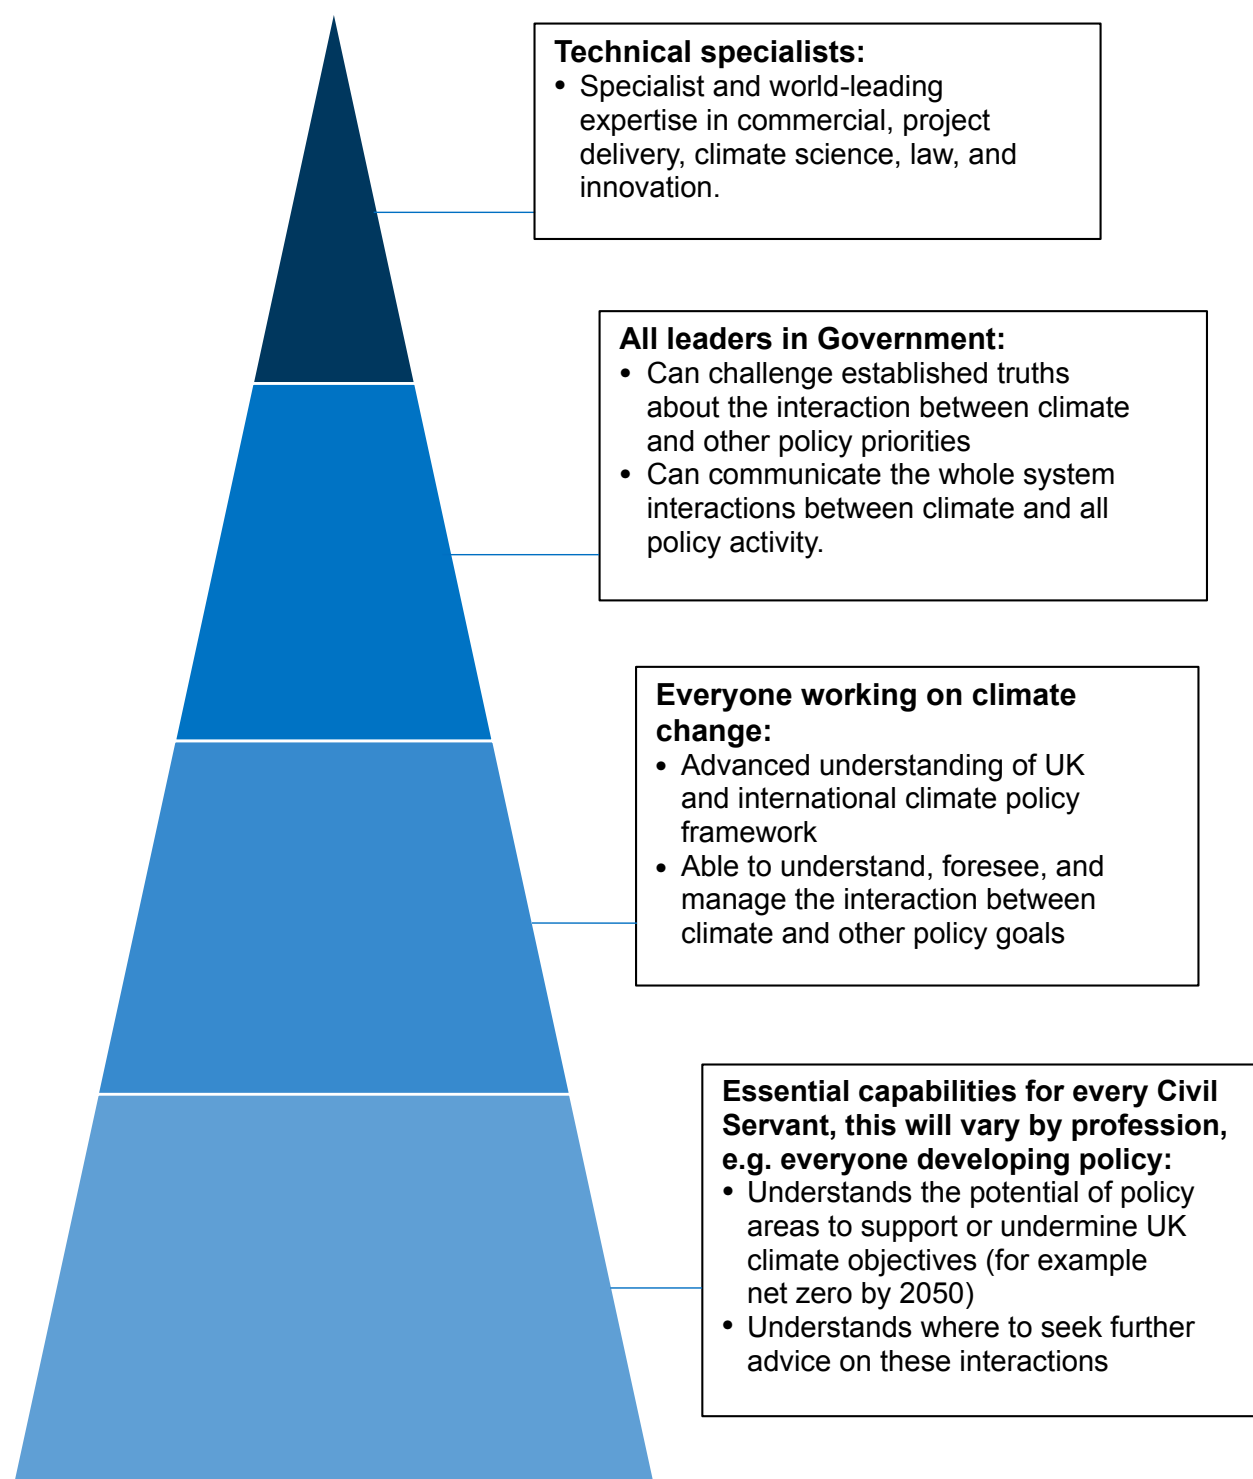 Technical specialists:
• Specialist and world-leading
expertise in commercial, project
delivery, climate science, law, and
innovation.
All leaders in Government:
• Can challenge established truths
about the interaction between climate
and other policy priorities
• Can communicate the whole system
interactions between climate and all
policy activity.
Everyone working on climate
change:
• Advanced understanding of UK
and international climate policy
framework
• Able to understand, foresee, and
manage the interaction between
climate and other policy goals
Essential capabilities for every Civil
Servant, this will vary by profession,
e.g. everyone developing policy:
• Understands the potential of policy
areas to support or undermine UK
climate objectives (for example
net zero by 2050)
• Understands where to seek further
advice on these interactions